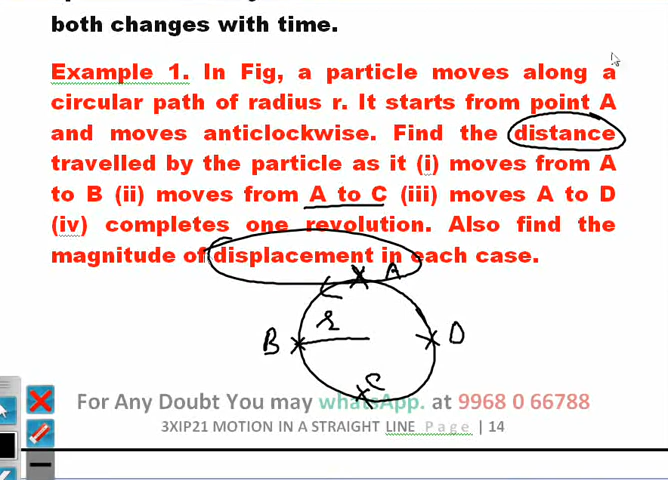 both changes with time.
Example 1. In Fig, a particle moves along a
circular path of radius r. It starts from point A
and moves anticlockwise. Find the distance
travelled by the particle as it (i) moves from A
to B (ii) moves from A to C (iii) moves A to D
(iv) completes one revolution. Also find the
magnitude of displacement in each case.
A
r
B
D
C
For Any Doubt You may whatsApp. at 9968 0 66788
3XIP21 MOTION IN A STRAIGHT LINE Page | 14